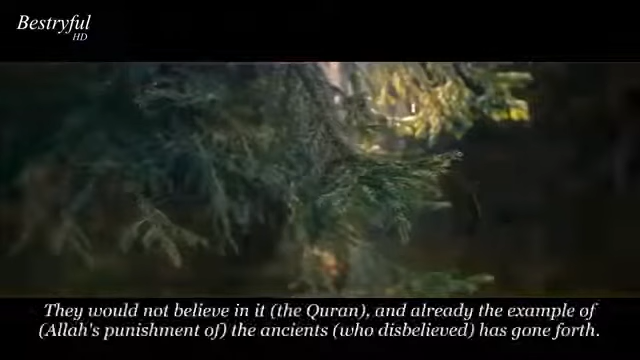 Bestryful
HD
They would not believe in it (the Quran), and already the example of
(Allah's punishment of) the ancients (who disbelieved) has gone forth.